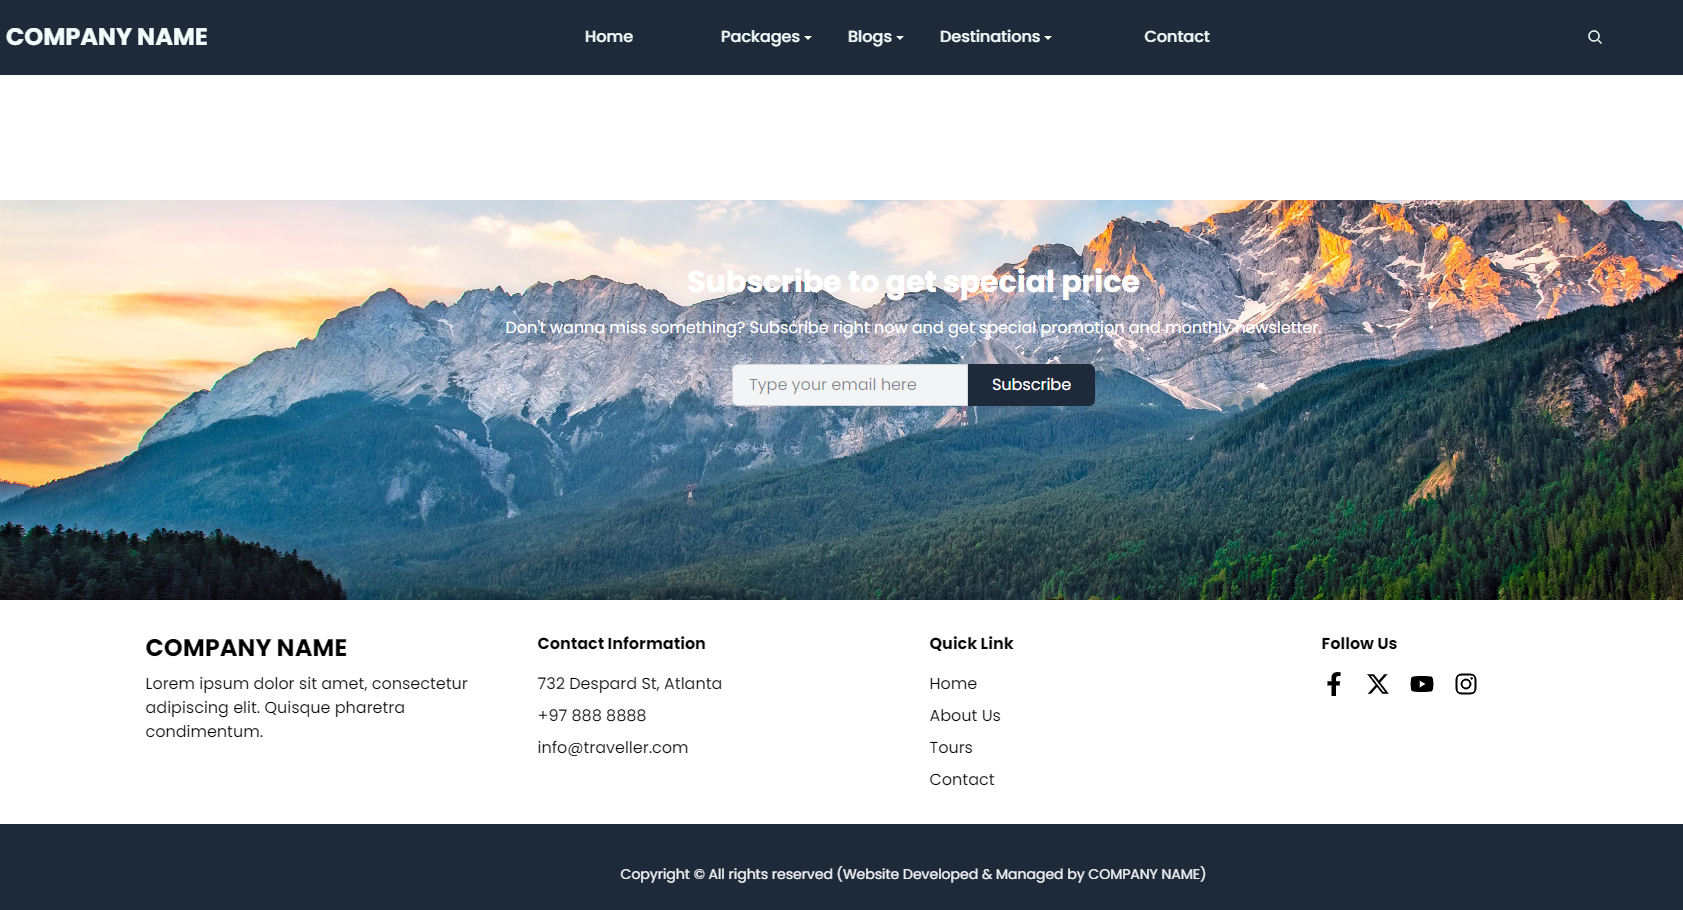 COMPANY NAME
Home
Packages
Blogs
Destinations
Contact
Subscribe to get special price
Don't wanna miss something? Subscribe right now and get special promotion and monthly newsletter.
Type your email here
Subscribe
COMPANY NAME
Lorem ipsum dolor sit amet, consectetur
adipiscing elit. Quisque pharetra
condimentum.
Contact Information
732 Despard St, Atlanta
+97 888 8888
info@traveller.com
Quick Link
Home
About Us
Tours
Contact
Follow Us
Copyright © All rights reserved (Website Developed & Managed by COMPANY NAME)